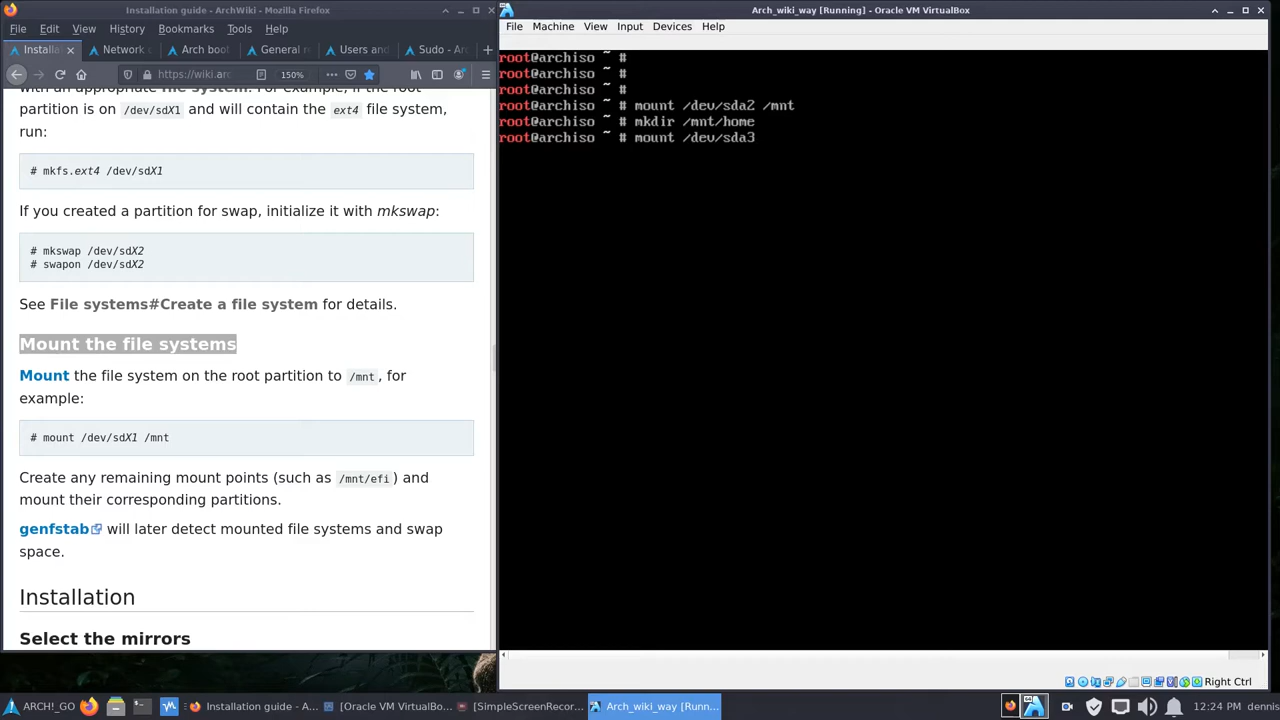 Installation guide - ArchWiki - Mozilla Firefox
File Edit View History Bookmarks Tools Help
Installa
Network
Arch boo
General r
Users and
Sudo - Arc
https://wiki.arc
150%
with an appropriate file system. For example, if the root
partition is on /dev/sdX1 and will contain the ext4 file system,
run:
# mkfs.ext4 /dev/sdX1
If you created a partition for swap, initialize it with mkswap:
# mkswap /dev/sdX2
# swapon /dev/sdX2
See File systems#Create a file system for details.
Mount the file systems
Mount the file system on the root partition to /mnt, for
example:
# mount /dev/sdX1 /mnt
Create any remaining mount points (such as /mnt/efi) and
mount their corresponding partitions.
genfstab will later detect mounted file systems and swap
space.
Installation
Select the mirrors
Arch_wiki_way [Running] - Oracle VM VirtualBox
File Machine View Input Devices Help
root@archiso ~ #
root@archiso ~ #
root@archiso ~ #
root@archiso ~ # mount /dev/sda2 /mnt
root@archiso ~ # mkdir /mnt/home
root@archiso ~ # mount /dev/sda3
Right Ctrl
ARCH!_GO
Installation guide - A...
[Oracle VM VirtualBo...
[SimpleScreenRecor...
Arch_wiki_way [Runn...
12:24 PM
dennis